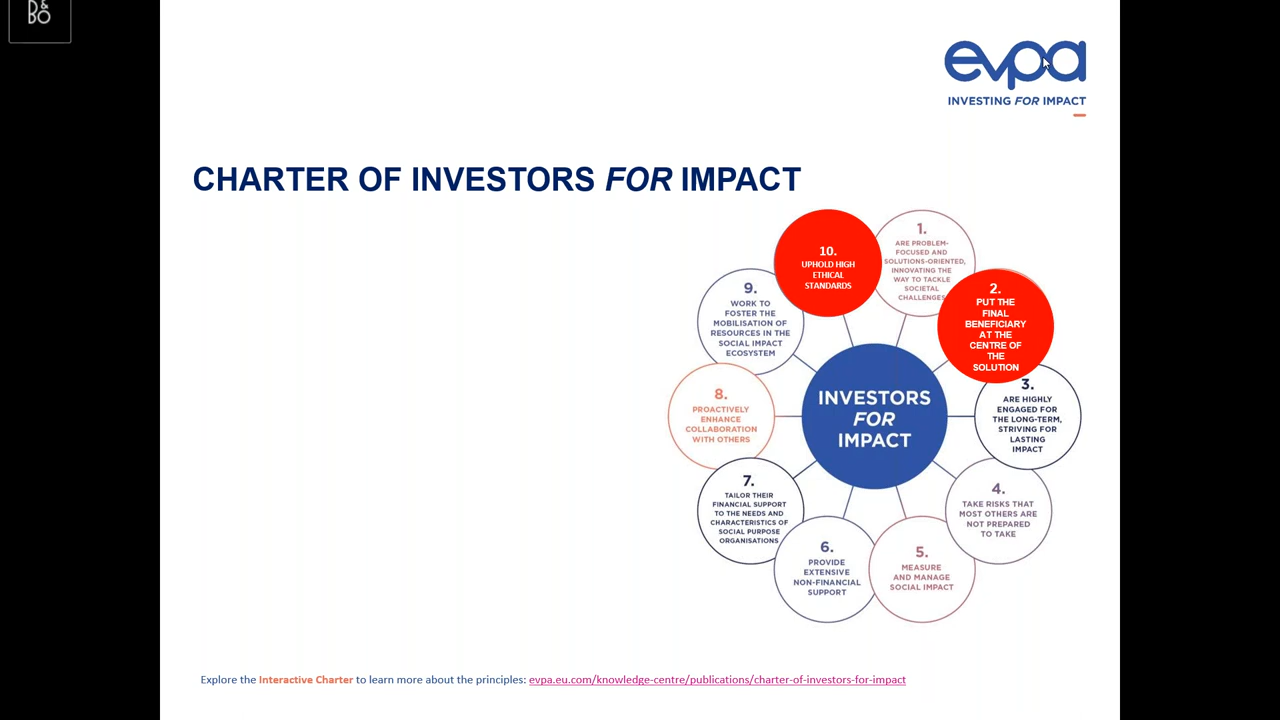 D&
BO
evpa
INVESTING FOR IMPACT
CHARTER OF INVESTORS FOR IMPACT
1.
ARE PROBLEM-
FOCUSED AND
SOLUTIONS-ORIENTED,
INNOVATING THE
WAY TO TACKLE
SOCIETAL
CHALLENGES
2.
PUT THE
FINAL
BENEFICIARY
AT THE
CENTRE OF
THE
SOLUTION
3.
ARE HIGHLY
ENGAGED FOR
THE LONG-TERM,
STRIVING FOR
LASTING
IMPACT
4.
TAKE RISKS THAT
MOST OTHERS ARE
NOT PREPARED
TO TAKE
5.
MEASURE
AND MANAGE
SOCIAL IMPACT
6.
PROVIDE
EXTENSIVE
NON-FINANCIAL
SUPPORT
7.
TAILOR THEIR
FINANCIAL SUPPORT
TO THE NEEDS AND
CHARACTERISTICS OF
SOCIAL PURPOSE
ORGANISATIONS
8.
PROACTIVELY
ENHANCE
COLLABORATION
WITH OTHERS
9.
WORK TO
FOSTER THE
MOBILISATION OF
RESOURCES IN THE
SOCIAL IMPACT
ECOSYSTEM
10.
UPHOLD HIGH
ETHICAL
STANDARDS
INVESTORS
FOR
IMPACT
Explore the Interactive Charter to learn more about the principles: evpa.eu.com/knowledge-centre/publications/charter-of-investors-for-impact